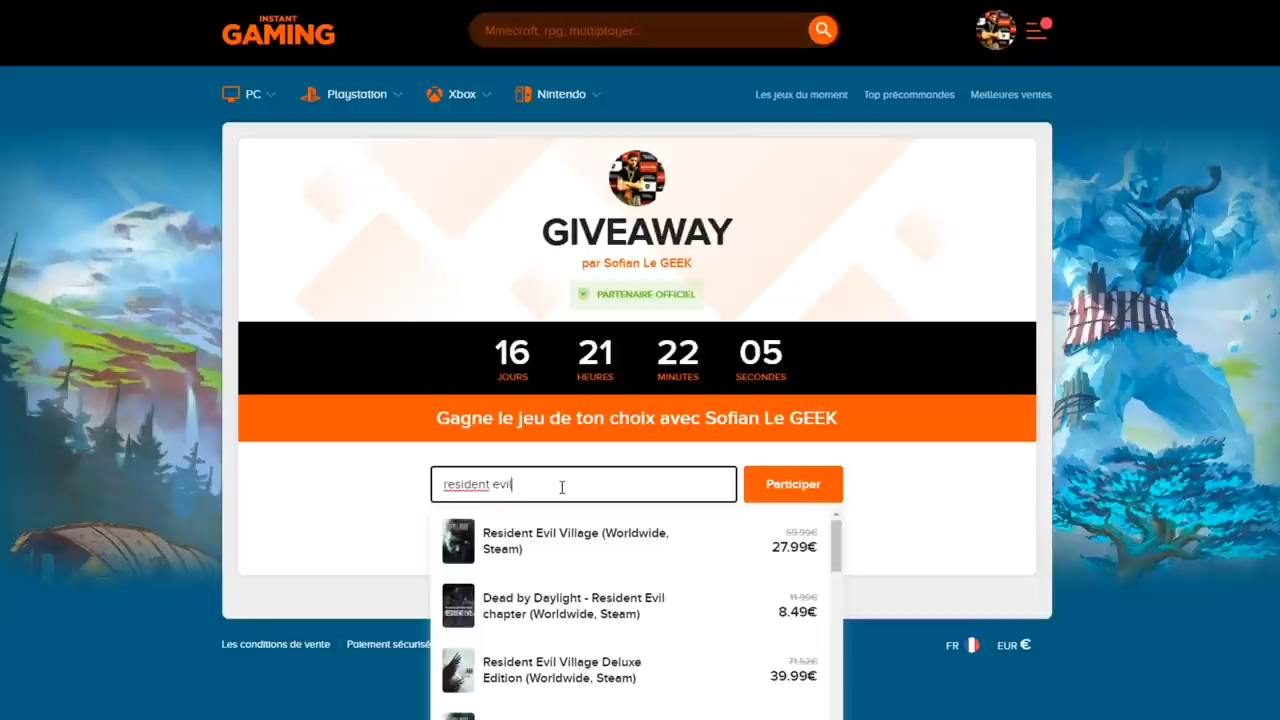 INSTANT
GAMING
Minecraft, rpg, multiplayer...
PC
Playstation
Xbox
Nintendo
Les jeux du moment
Top précommandes
Meilleures ventes
GIVEAWAY
par Sofian Le GEEK
PARTENAIRE OFFICIEL
16 21 22 05
JOURS HEURES MINUTES SECONDES
Gagne le jeu de ton choix avec Sofian Le GEEK
resident evil
Participer
Resident Evil Village (Worldwide,
Steam)
59.99€
27.99€
Dead by Daylight - Resident Evil
chapter (Worldwide, Steam)
11.99€
8.49€
Resident Evil Village Deluxe
Edition (Worldwide, Steam)
71.52€
39.99€
Les conditions de vente
Paiement sécurisé
FR
EUR €